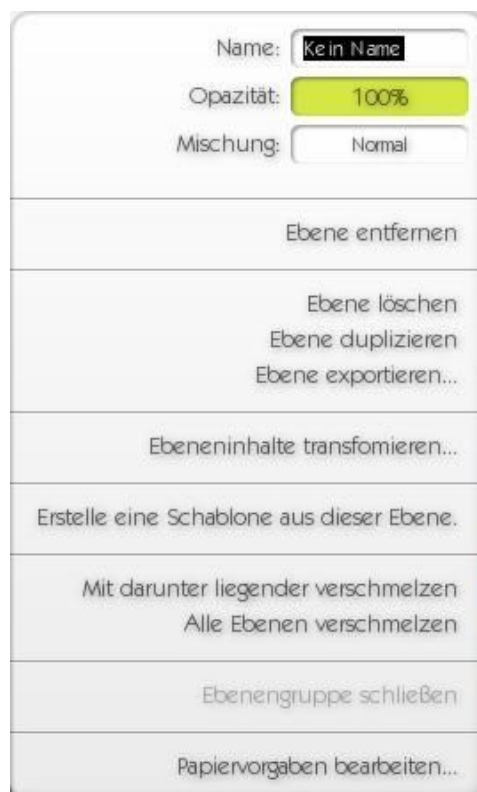 Name: Kein Name
Opazität: 100%
Mischung: Normal
Ebene entfernen
Ebene löschen
Ebene duplizieren
Ebene exportieren...
Ebeneninhalte transfomieren...
Erstelle eine Schablone aus dieser Ebene.
Mit darunter liegender verschmelzen
Alle Ebenen verschmelzen
Ebenengruppe schließen
Papiervorgaben bearbeiten...